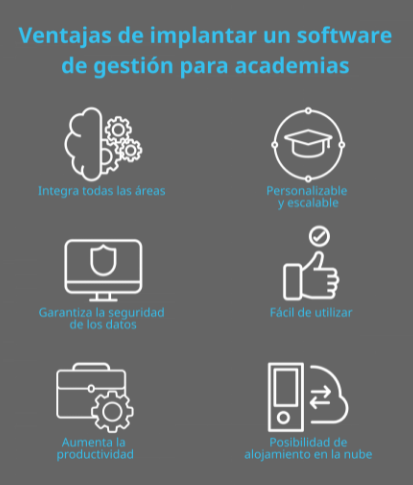 Ventajas de implantar un software
de gestión para academias
Integra todas las áreas
Personalizable
y escalable
Garantiza la seguridad
de los datos
Fácil de utilizar
Aumenta la
productividad
Posibilidad de
alojamiento en la nube